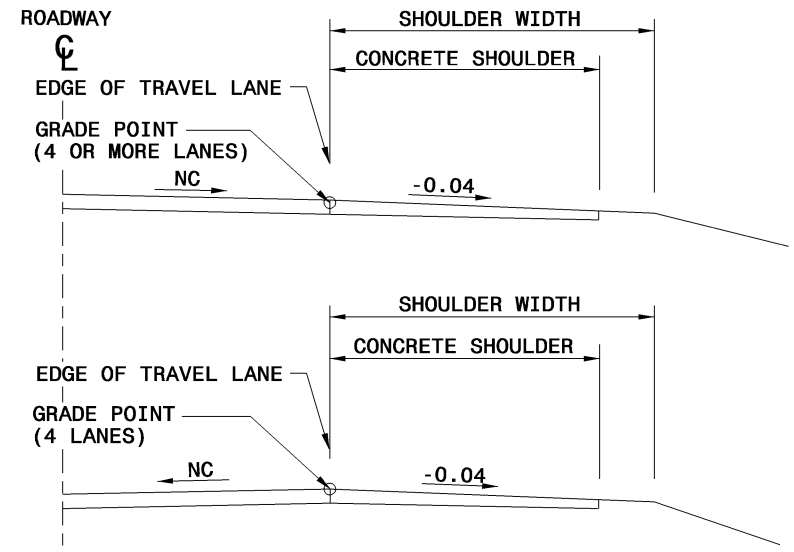 ROADWAY
℄
SHOULDER WIDTH
CONCRETE SHOULDER
EDGE OF TRAVEL LANE
GRADE POINT
(4 OR MORE LANES)
NC
-0.04
SHOULDER WIDTH
CONCRETE SHOULDER
EDGE OF TRAVEL LANE
GRADE POINT
(4 LANES)
NC
-0.04